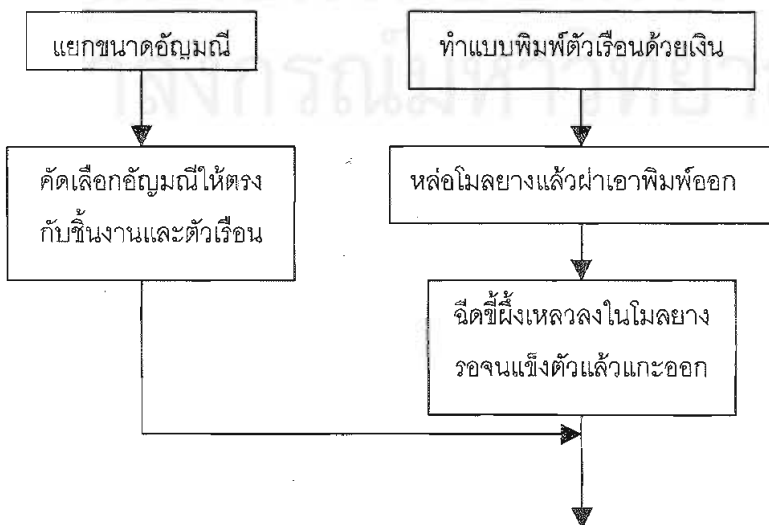 แยกขนาดอัญมณี
ทำแบบพิมพ์ตัวเรือนด้วยเงิน
คัดเลือกอัญมณีให้ตรง
กับชิ้นงานและตัวเรือน
หล่อโมลยางแล้วผ่าเอาพิมพ์ออก
ฉีดขี้ผึ้งเหลวลงในโมลยาง
รอจนแข็งตัวแล้วแกะออก